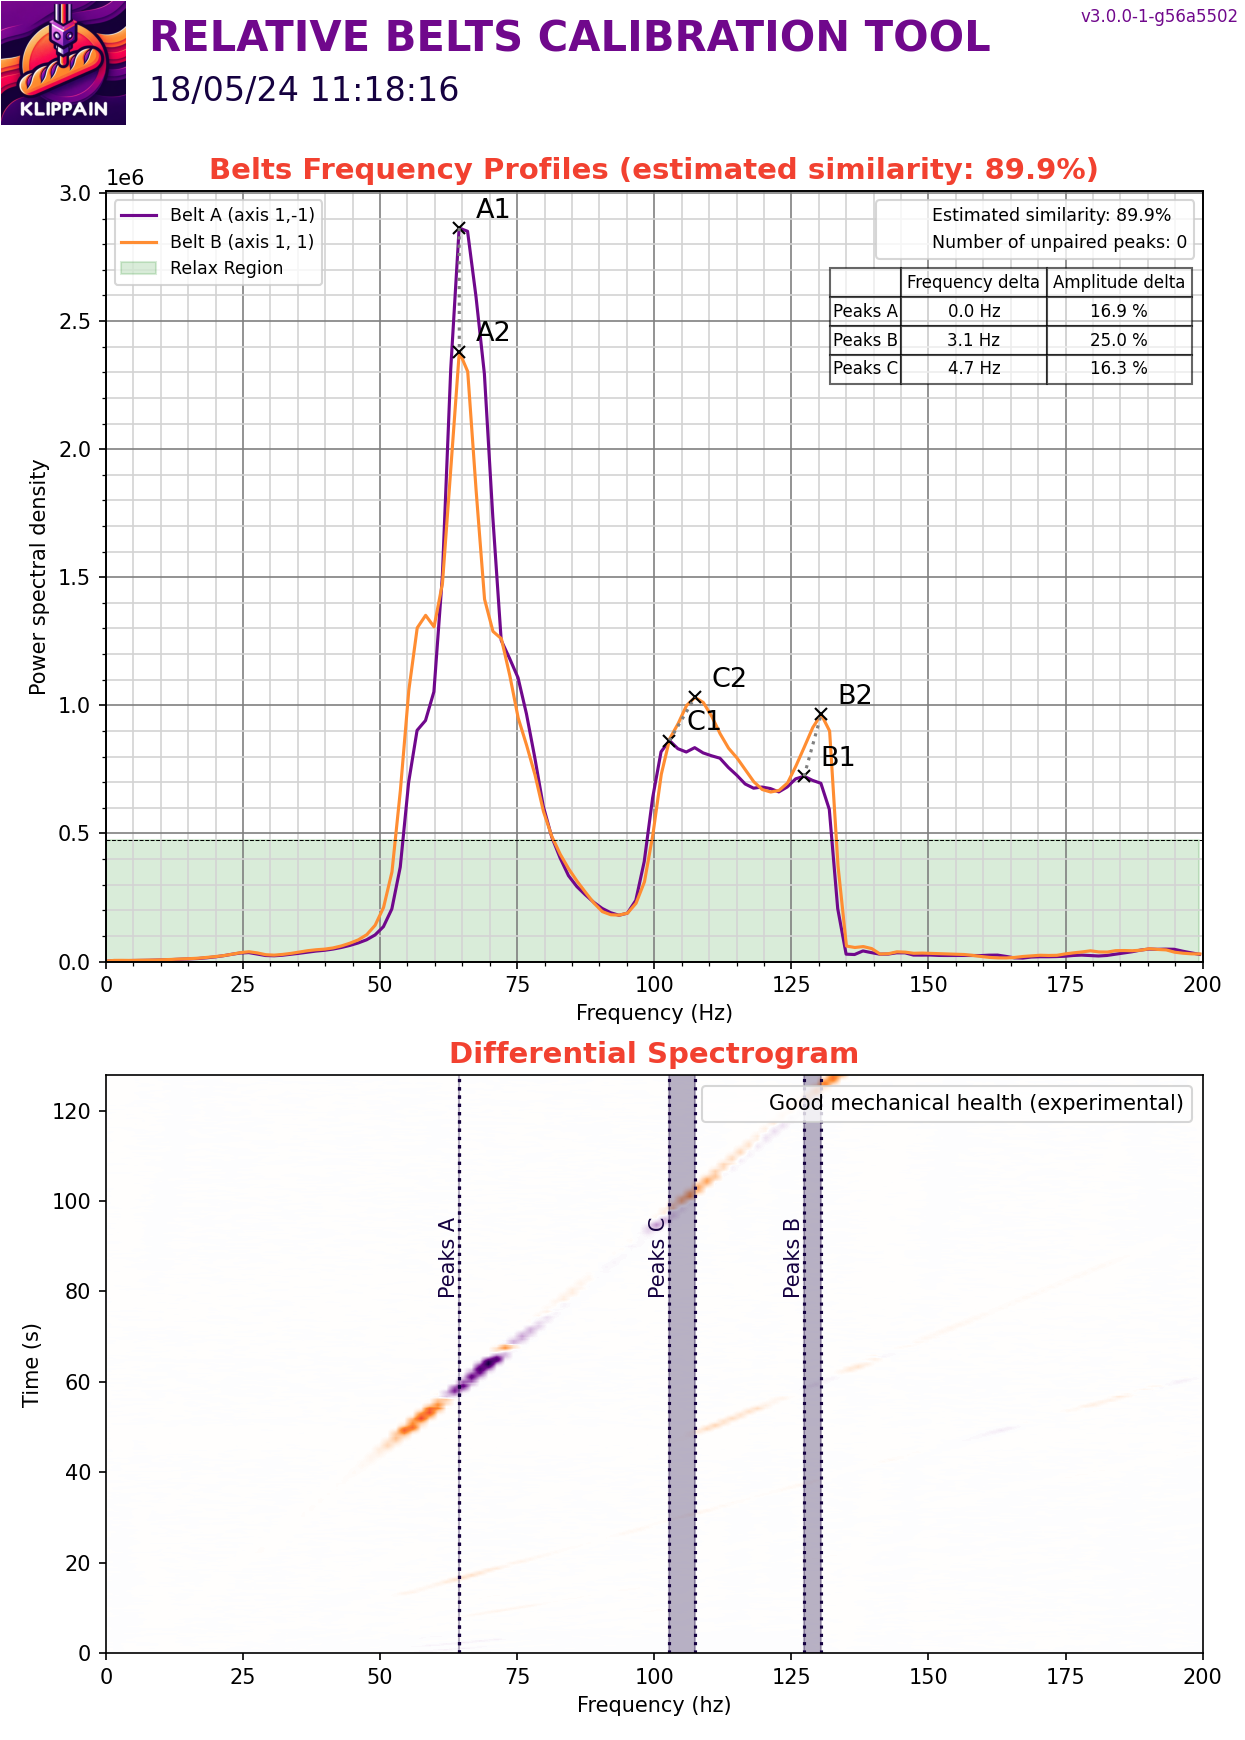 KLIPPAIN
RELATIVE BELTS CALIBRATION TOOL
18/05/24 11:18:16
v3.0.0-1-g56a5502
Belts Frequency Profiles (estimated similarity: 89.9%)
1e6
Belt A (axis 1,-1)
Belt B (axis 1, 1)
Relax Region
Estimated similarity: 89.9%
Number of unpaired peaks: 0
Frequency delta Amplitude delta
Peaks A 0.0 Hz 16.9 %
Peaks B 3.1 Hz 25.0 %
Peaks C 4.7 Hz 16.3 %
A1
A2
C2
C1
B2
B1
Power spectral density
3.0
2.5
2.0
1.5
1.0
0.5
0.0
0 25 50 75 100 125 150 175 200
Frequency (Hz)
Differential Spectrogram
Good mechanical health (experimental)
Peaks A
Peaks C
Peaks B
Time (s)
120
100
80
60
40
20
0
0 25 50 75 100 125 150 175 200
Frequency (hz)